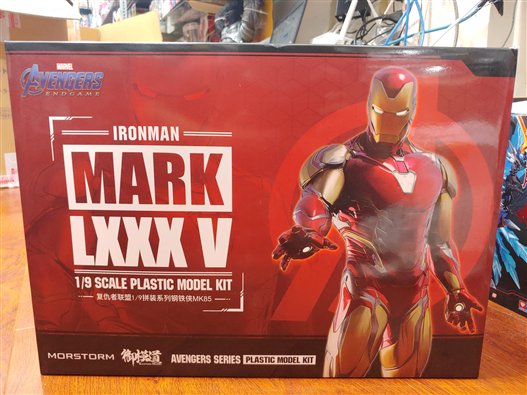 MARVEL
AVENGERS
ENDGAME
IRONMAN
MARK
LXXX V
1/9 SCALE PLASTIC MODEL KIT
复仇者联盟1/9拼装系列钢铁侠MK85
MORSTORM
AVENGERS SERIES PLASTIC MODEL KIT